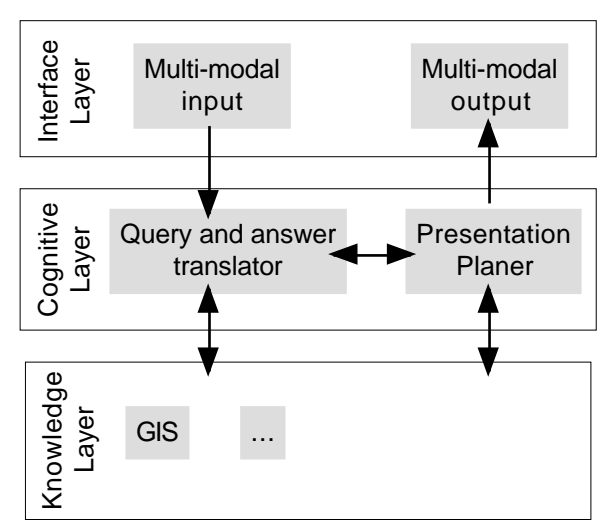 Interface
Layer
Multi-modal
input
Multi-modal
output
Cognitive
Layer
Query and answer
translator
Presentation
Planer
Knowledge
Layer
GIS
...